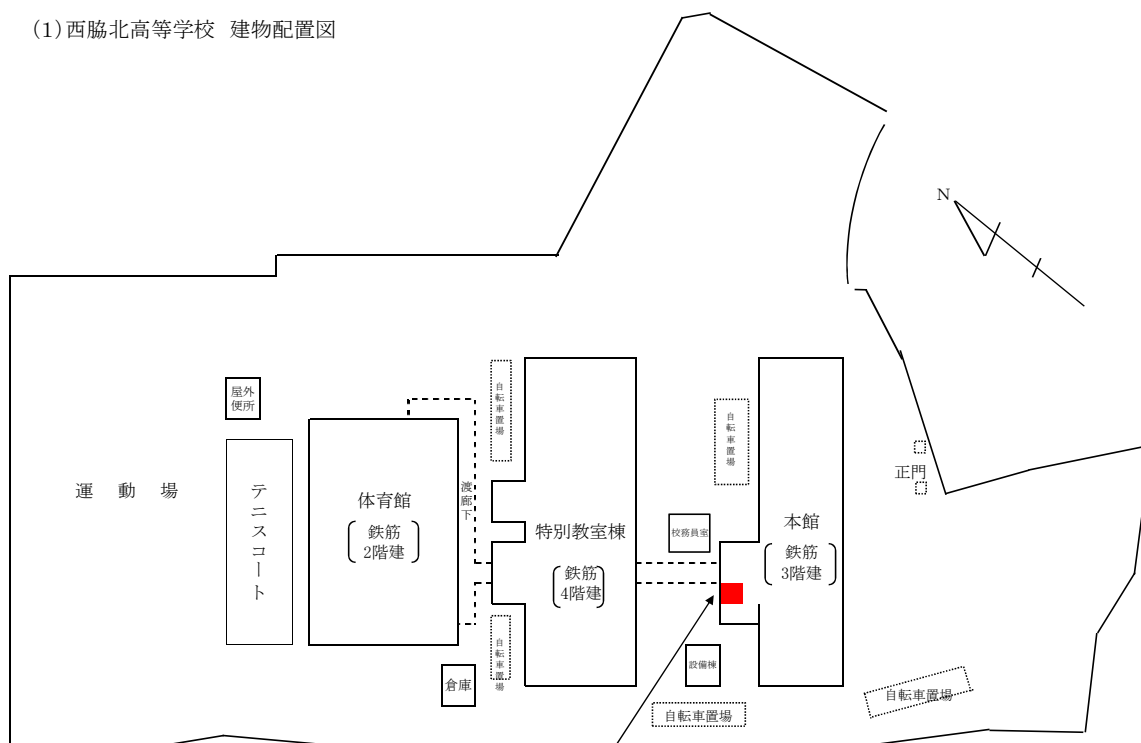 (1)西脇北高等学校 建物配置図
N
屋外
便所
自転車置場
自転車置場
運 動 場
テニスコート
体育館
鉄筋
2階建
渡廊下
特別教室棟
鉄筋
4階建
校務員室
本館
鉄筋
3階建
正門
自転車置場
倉庫
設備棟
自転車置場
自転車置場